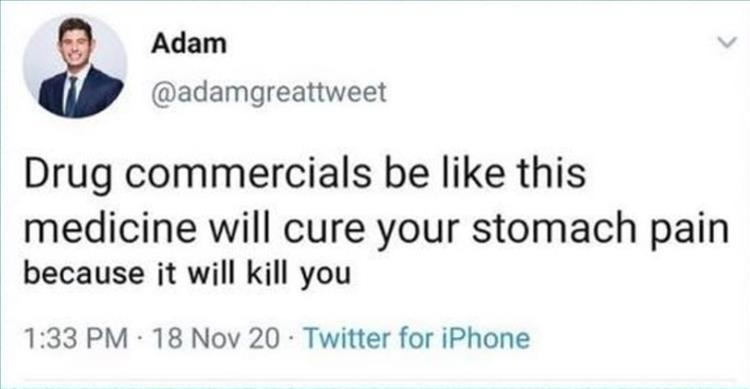 Adam
@adamgreattweet
Drug commercials be like this
medicine will cure your stomach pain
because it will kill you
1:33 PM · 18 Nov 20 · Twitter for iPhone